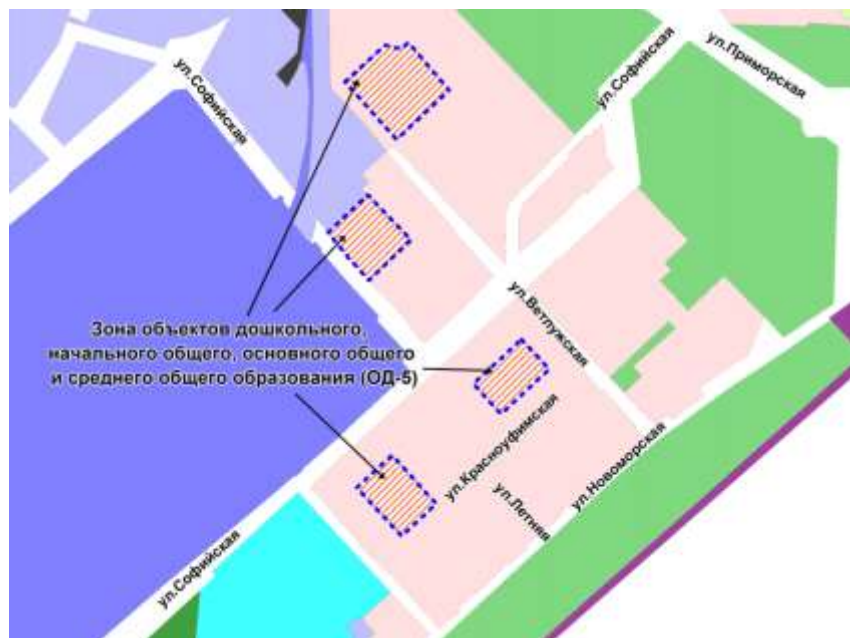 ул.Софийская
ул.Софийская
ул.Приморская
ул.Ветлужская
Зона объектов дошкольного,
начального общего, основного общего
и среднего общего образования (ОД-5)
ул.Красноуфимская
ул.Новоморская
ул.Летняя
ул.Софийская